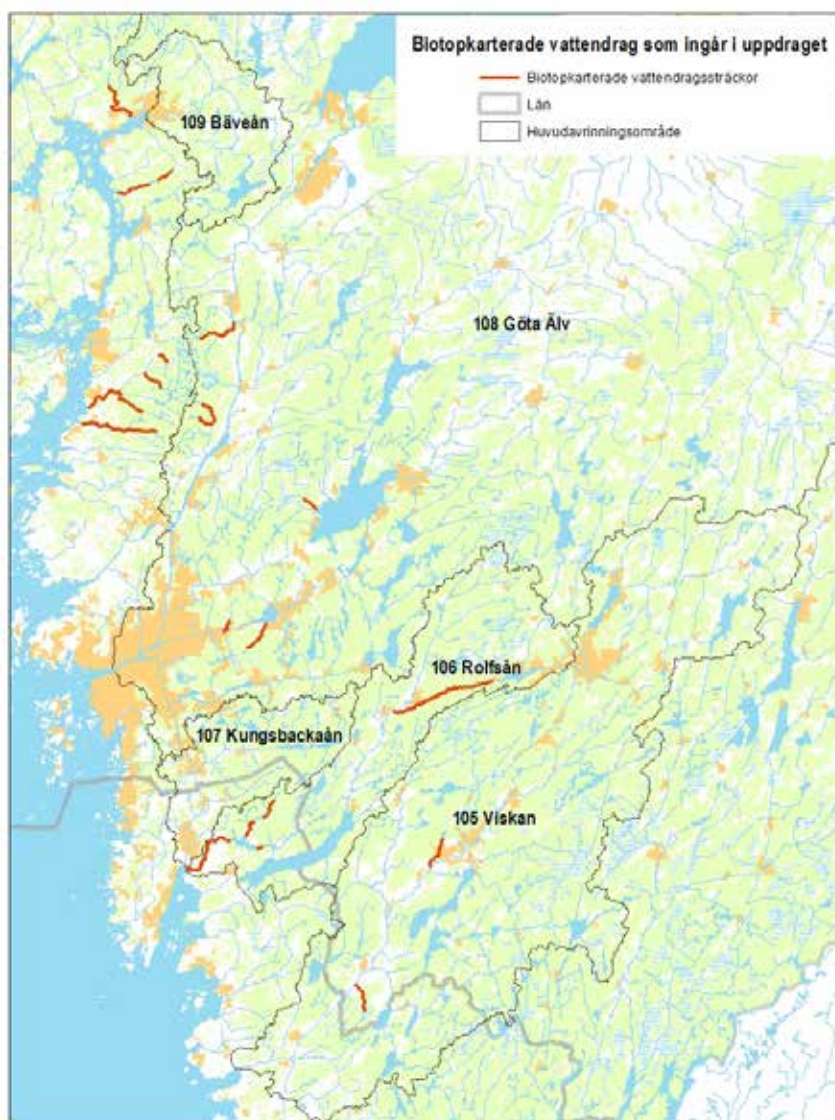 Biotopkarterade vattendrag som ingår i uppdraget
Biotopkarterade vattendragssträckor
Län
Huvudavrinningsområde
109 Bäveån
108 Göta Älv
106 Rolfsån
107 Kungsbackaån
105 Viskan